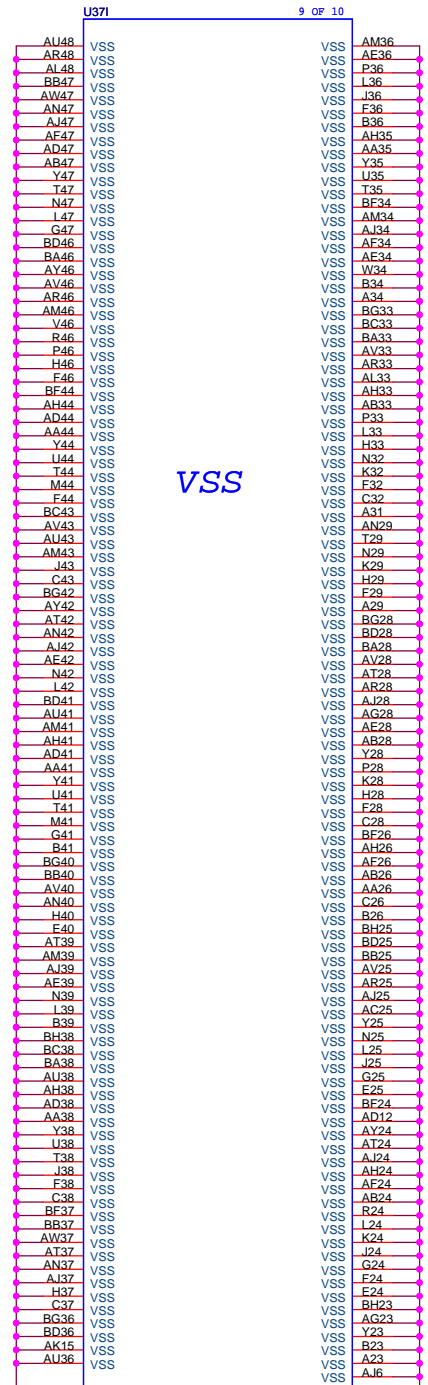 U37I 9 OF 10
AU48 VSS VSS AM36
AR48 VSS VSS AE36
AL48 VSS VSS P36
BB47 VSS VSS L36
AW47 VSS VSS J36
AN47 VSS VSS F36
AJ47 VSS VSS B36
AF47 VSS VSS AH35
AD47 VSS VSS AA35
AB47 VSS VSS Y35
Y47 VSS VSS U35
T47 VSS VSS T35
N47 VSS VSS BF34
L47 VSS VSS AM34
G47 VSS VSS AJ34
BD46 VSS VSS AF34
BA46 VSS VSS AE34
AY46 VSS VSS W34
AV46 VSS VSS B34
AR46 VSS VSS A34
AM46 VSS VSS BG33
V46 VSS VSS BC33
R46 VSS VSS BA33
P46 VSS VSS AV33
H46 VSS VSS AR33
F46 VSS VSS AL33
BF44 VSS VSS AH33
AH44 VSS VSS AB33
AD44 VSS VSS P33
AA44 VSS VSS L33
Y44 VSS VSS H33
U44 VSS VSS N32
T44 VSS VSS K32
VSS
M44 VSS VSS F32
F44 VSS VSS C32
BC43 VSS VSS A31
AV43 VSS VSS AN29
AU43 VSS VSS T29
AM43 VSS VSS N29
J43 VSS VSS K29
C43 VSS VSS H29
BG42 VSS VSS F29
AY42 VSS VSS A29
AT42 VSS VSS BG28
AN42 VSS VSS BD28
AJ42 VSS VSS BA28
AE42 VSS VSS AV28
N42 VSS VSS AT28
L42 VSS VSS AR28
BD41 VSS VSS AJ28
AU41 VSS VSS AG28
AM41 VSS VSS AE28
AH41 VSS VSS AB28
AD41 VSS VSS Y28
AA41 VSS VSS P28
Y41 VSS VSS K28
U41 VSS VSS H28
T41 VSS VSS F28
M41 VSS VSS C28
G41 VSS VSS BF26
B41 VSS VSS AH26
BG40 VSS VSS AF26
BB40 VSS VSS AB26
AV40 VSS VSS AA26
AN40 VSS VSS C26
H40 VSS VSS B26
E40 VSS VSS BH25
AT39 VSS VSS BD25
AM39 VSS VSS BB25
AJ39 VSS VSS AV25
AE39 VSS VSS AR25
N39 VSS VSS AJ25
L39 VSS VSS AC25
B39 VSS VSS Y25
BH38 VSS VSS N25
BC38 VSS VSS L25
BA38 VSS VSS J25
AU38 VSS VSS G25
AH38 VSS VSS E25
AD38 VSS VSS BF24
AA38 VSS VSS AD12
Y38 VSS VSS AY24
U38 VSS VSS AT24
T38 VSS VSS AJ24
J38 VSS VSS AH24
F38 VSS VSS AF24
C38 VSS VSS AB24
BF37 VSS VSS R24
BB37 VSS VSS L24
AW37 VSS VSS K24
AT37 VSS VSS J24
AN37 VSS VSS G24
AJ37 VSS VSS F24
H37 VSS VSS E24
C37 VSS VSS BH23
BG36 VSS VSS AG23
BD36 VSS VSS Y23
AK15 VSS VSS B23
AU36 VSS VSS A23
VSS AJ6